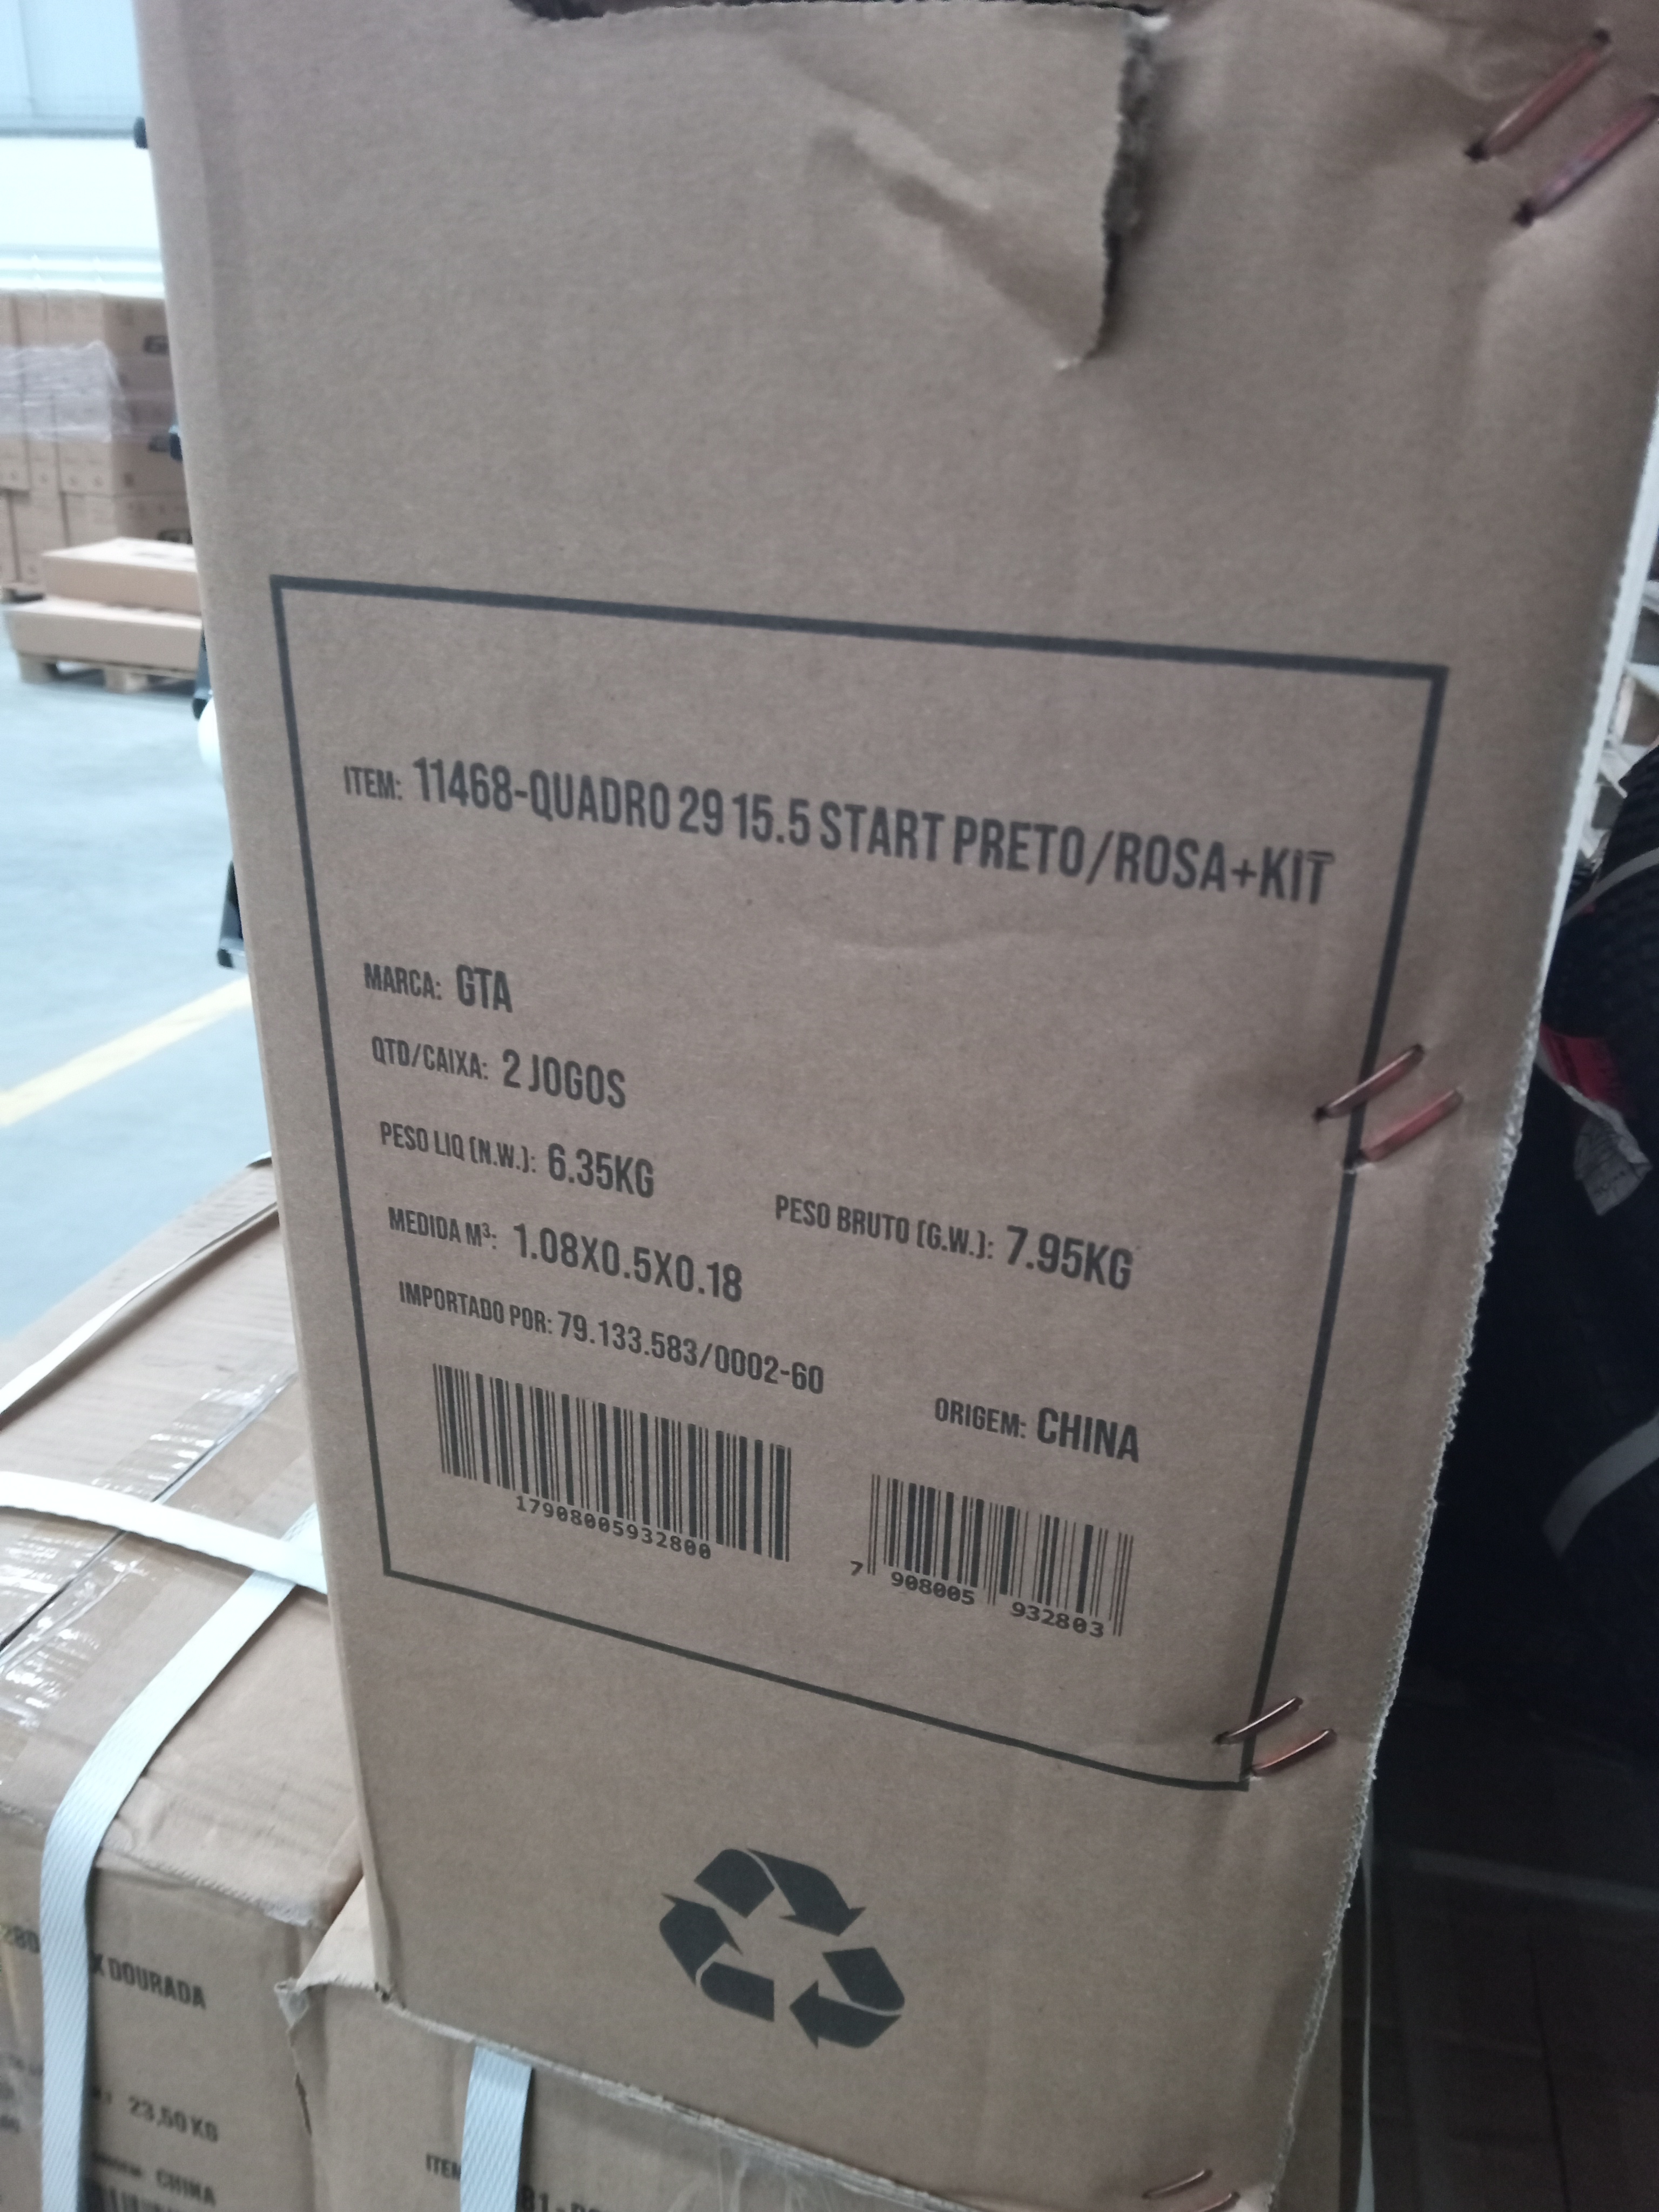 ITEM: 11468-QUADRO 29 15.5 START PRETO/ROSA+KIT
MARCA: GTA
QTD/CAIXA: 2 JOGOS
PESO LIQ (N.W.): 6.35KG
PESO BRUTO (G.W.): 7.95KG
MEDIDA M³: 1.08X0.5X0.18
IMPORTADO POR: 79.133.583/0002-60
ORIGEM: CHINA
17908005932800
7 908005 932803
DOURADA
23,50 KG
CHINA
ITEM